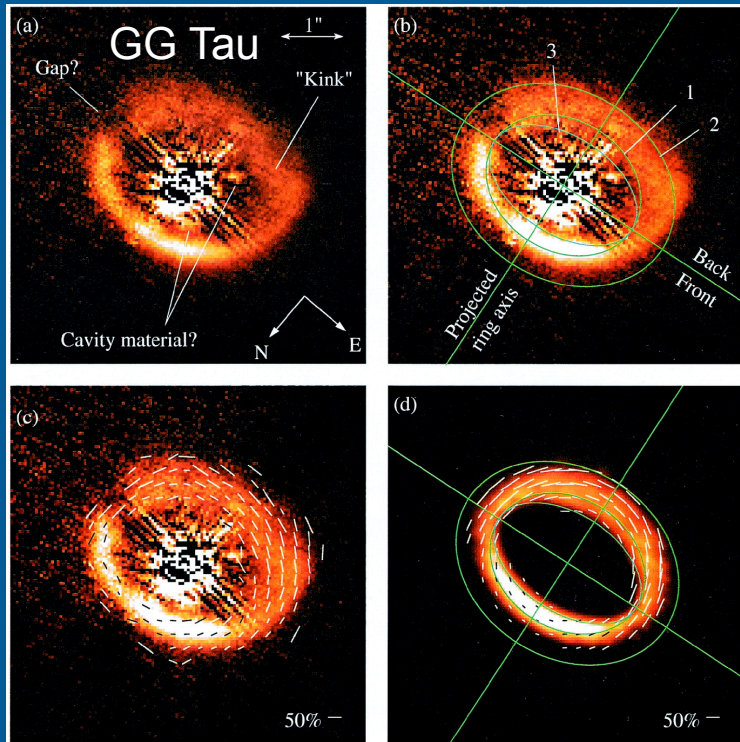 (a)
GG Tau
1"
Gap?
"Kink"
Cavity material?
N
E
(b)
3
1
2
Back
Front
Projected
ring axis
(c)
50%
(d)
50%